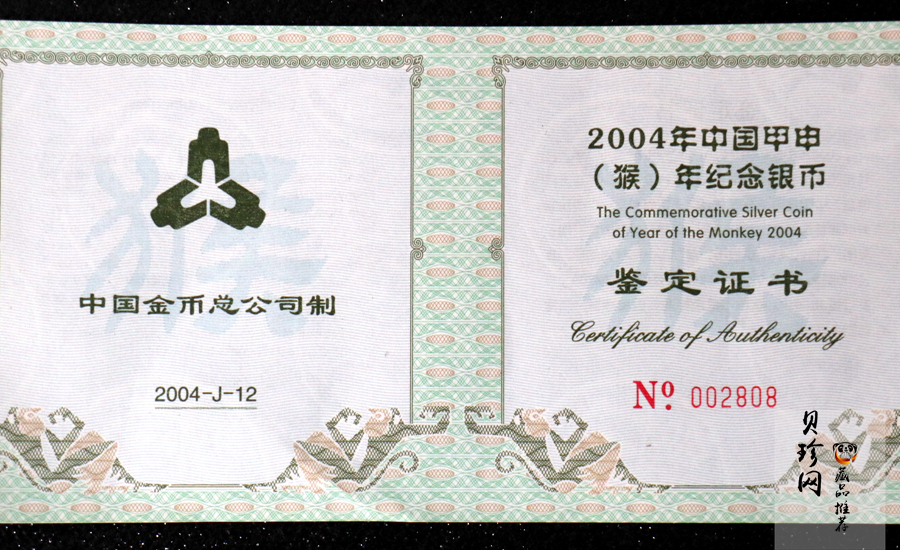 中国金币总公司制
2004-J-12
2004年中国甲申
（猴）年纪念银币
The Commemorative Silver Coin
of Year of the Monkey 2004
鉴定证书
Certificate of Authenticity
Nº. 002808
贝珍网
藏品推荐
猴
猴